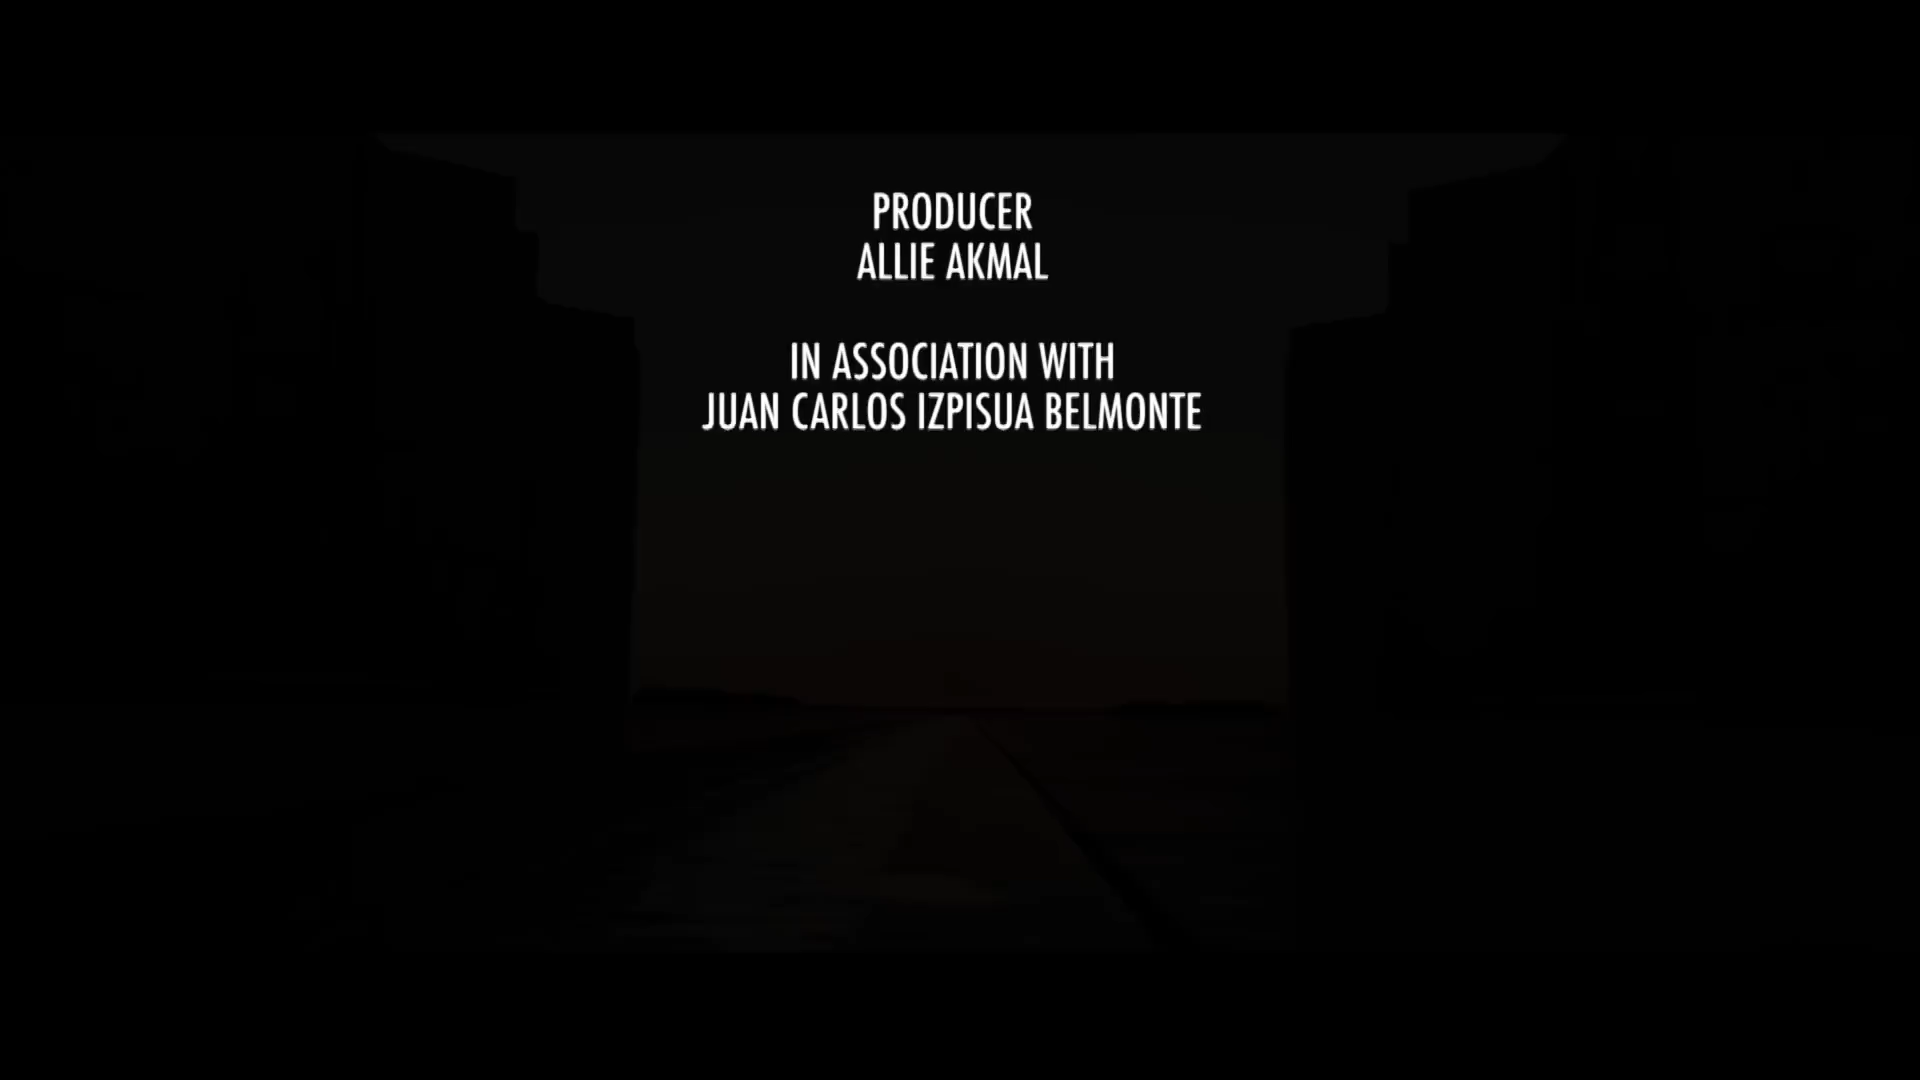 PRODUCER
ALLIE AKMAL
IN ASSOCIATION WITH
JUAN CARLOS IZPISUA BELMONTE